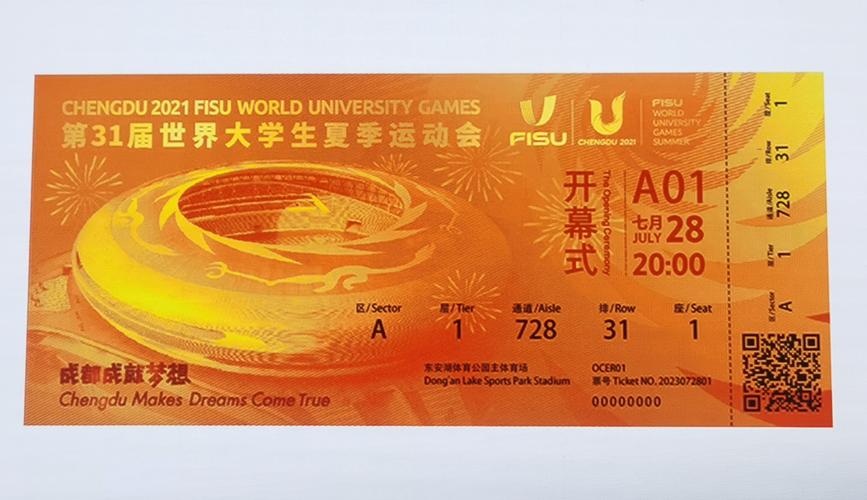 CHENGDU 2021 FISU WORLD UNIVERSITY GAMES
第31届世界大学生夏季运动会
FISU
CHENGDU 2021
FISU
WORLD
UNIVERSITY
GAMES
SUMMER
开幕式
The Opening Ceremony
A01
七月
JULY 28
20:00
区/Sector 层/Tier 通道/Aisle 排/Row 座/Seat
A 1 728 31 1
成都成就梦想
Chengdu Makes Dreams Come True
东安湖体育公园主体育场
Dong'an Lake Sports Park Stadium
OCER01
票号 Ticket NO. 2023072801
00000000
区/Sector A
层/Tier 1
通道/Aisle 728
排/Row 31
座/Seat 1